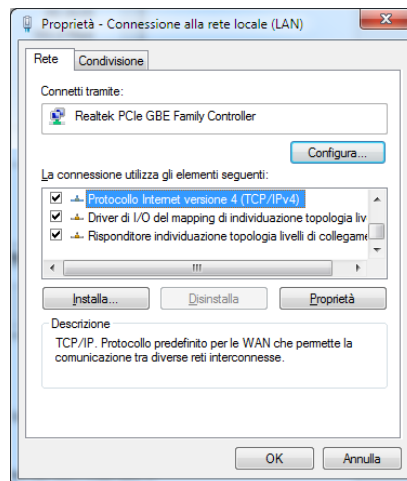 Proprietà - Connessione alla rete locale (LAN)
Rete
Condivisione
Connetti tramite:
Realtek PCIe GBE Family Controller
Configura...
La connessione utilizza gli elementi seguenti:
Protocollo Internet versione 4 (TCP/IPv4)
Driver di I/O del mapping di individuazione topologia liv
Risponditore individuazione topologia livelli di collegame
Installa...
Disinstalla
Proprietà
Descrizione
TCP/IP. Protocollo predefinito per le WAN che permette la
comunicazione tra diverse reti interconnesse.
OK
Annulla